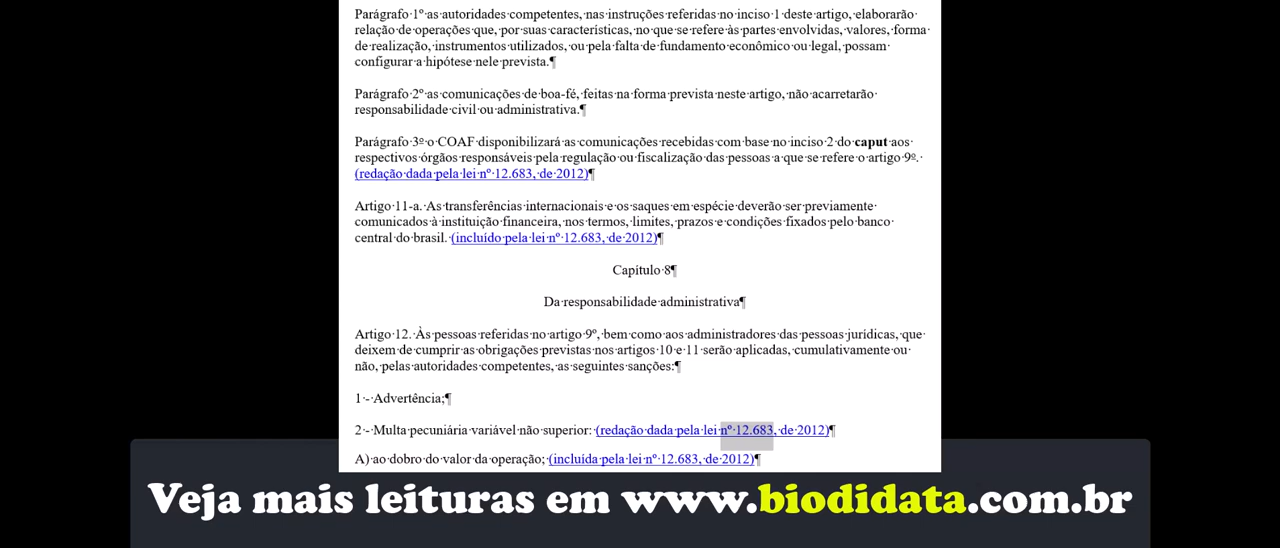 Parágrafo 1º as autoridades competentes, nas instruções referidas no inciso 1 deste artigo, elaborarão
relação de operações que, por suas características, no que se refere às partes envolvidas, valores, forma
de realização, instrumentos utilizados, ou pela falta de fundamento econômico ou legal, possam
configurar a hipótese nele prevista.¶
Parágrafo 2º as comunicações de boa-fé, feitas na forma prevista neste artigo, não acarretarão
responsabilidade civil ou administrativa.¶
Parágrafo 3º o COAF disponibilizará as comunicações recebidas com base no inciso 2 do caput aos
respectivos órgãos responsáveis pela regulação ou fiscalização das pessoas a que se refere o artigo 9º.
(redação dada pela lei nº 12.683, de 2012)¶
Artigo 11-a. As transferências internacionais e os saques em espécie deverão ser previamente
comunicados à instituição financeira, nos termos, limites, prazos e condições fixados pelo banco
central do brasil. (incluído pela lei nº 12.683, de 2012)¶
Capítulo 8¶
Da responsabilidade administrativa¶
Artigo 12. Às pessoas referidas no artigo 9º, bem como aos administradores das pessoas jurídicas, que
deixem de cumprir as obrigações previstas nos artigos 10 e 11 serão aplicadas, cumulativamente ou
não, pelas autoridades competentes, as seguintes sanções:¶
1 - Advertência;¶
2 - Multa pecuniária variável não superior: (redação dada pela lei nº 12.683, de 2012)¶
A) ao dobro do valor da operação; (incluída pela lei nº 12.683, de 2012)¶
Veja mais leituras em www.biodidata.com.br